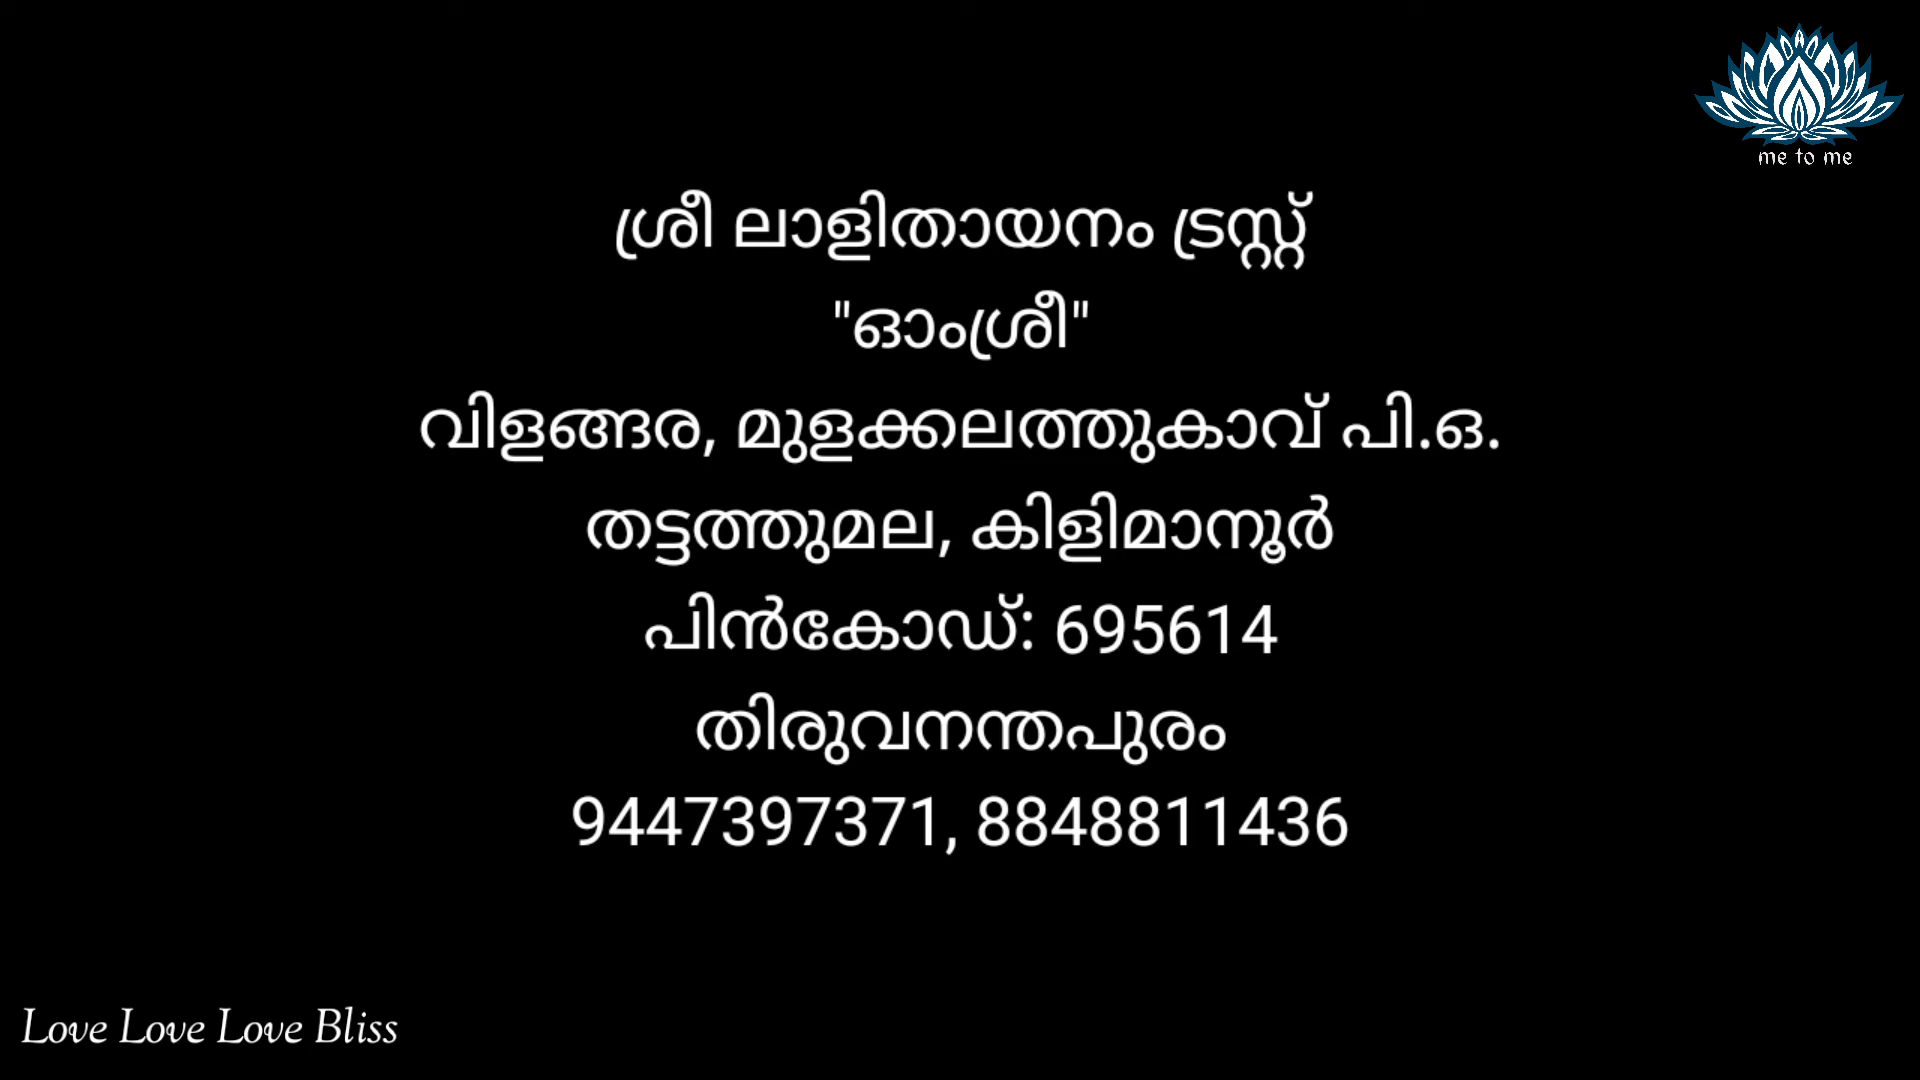 me to me
ശ്രീ ലാളിതായനം ട്രസ്റ്റ്
"ഓംശ്രീ"
വിളങ്ങര, മുളക്കലത്തുകാവ് പി.ഒ.
തട്ടത്തുമല, കിളിമാനൂർ
പിൻകോഡ്: 695614
തിരുവനന്തപുരം
9447397371, 8848811436
Love Love Love Bliss